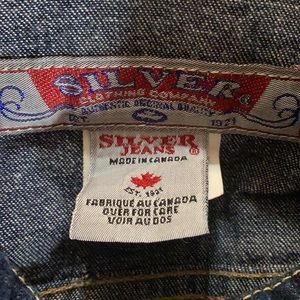 SILVER
CLOTHING COMPANY
AUTHENTIC ORIGINAL QUALITY
EST. 1921
SILVER
JEANS
MADE IN CANADA
EST. 1921
FABRIQUÉ AU CANADA
OVER FOR CARE
VOIR AU DOS